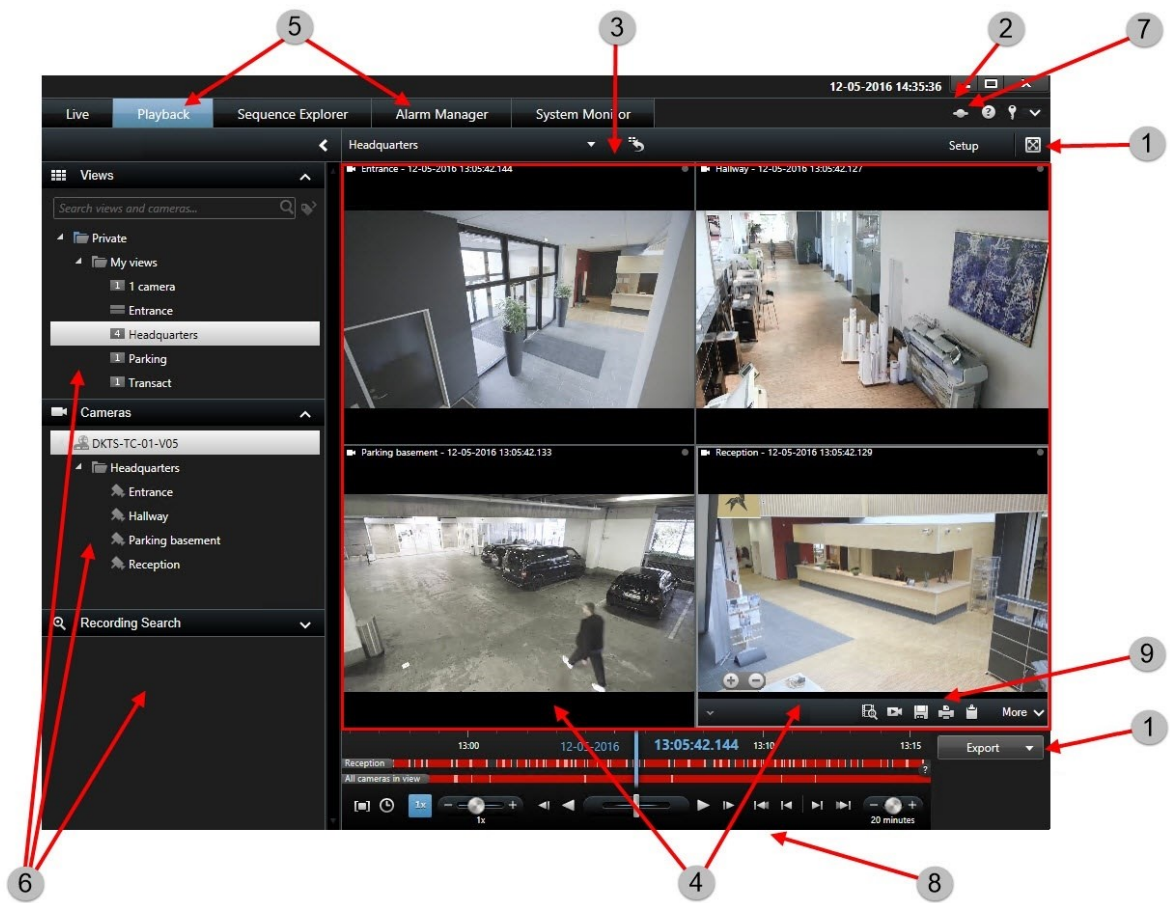 5
3
2
7
12-05-2016 14:35:36
Live
Playback
Sequence Explorer
Alarm Manager
System Monitor
Headquarters
Setup
1
Views
Search views and cameras...
Private
My views
1 1 camera
Entrance
4 Headquarters
1 Parking
1 Transact
Cameras
DKTS-TC-01-V05
Headquarters
Entrance
Hallway
Parking basement
Reception
Recording Search
Entrance - 12-05-2016 13:05:42.144
Hallway - 12-05-2016 13:05:42.127
Parking basement - 12-05-2016 13:05:42.133
Reception - 12-05-2016 13:05:42.129
9
More
1
13:00
12-05-2016
13:05:42.144
13:10
13:15
Export
Reception
?
All cameras in view
1x
1x
20 minutes
6
4
8